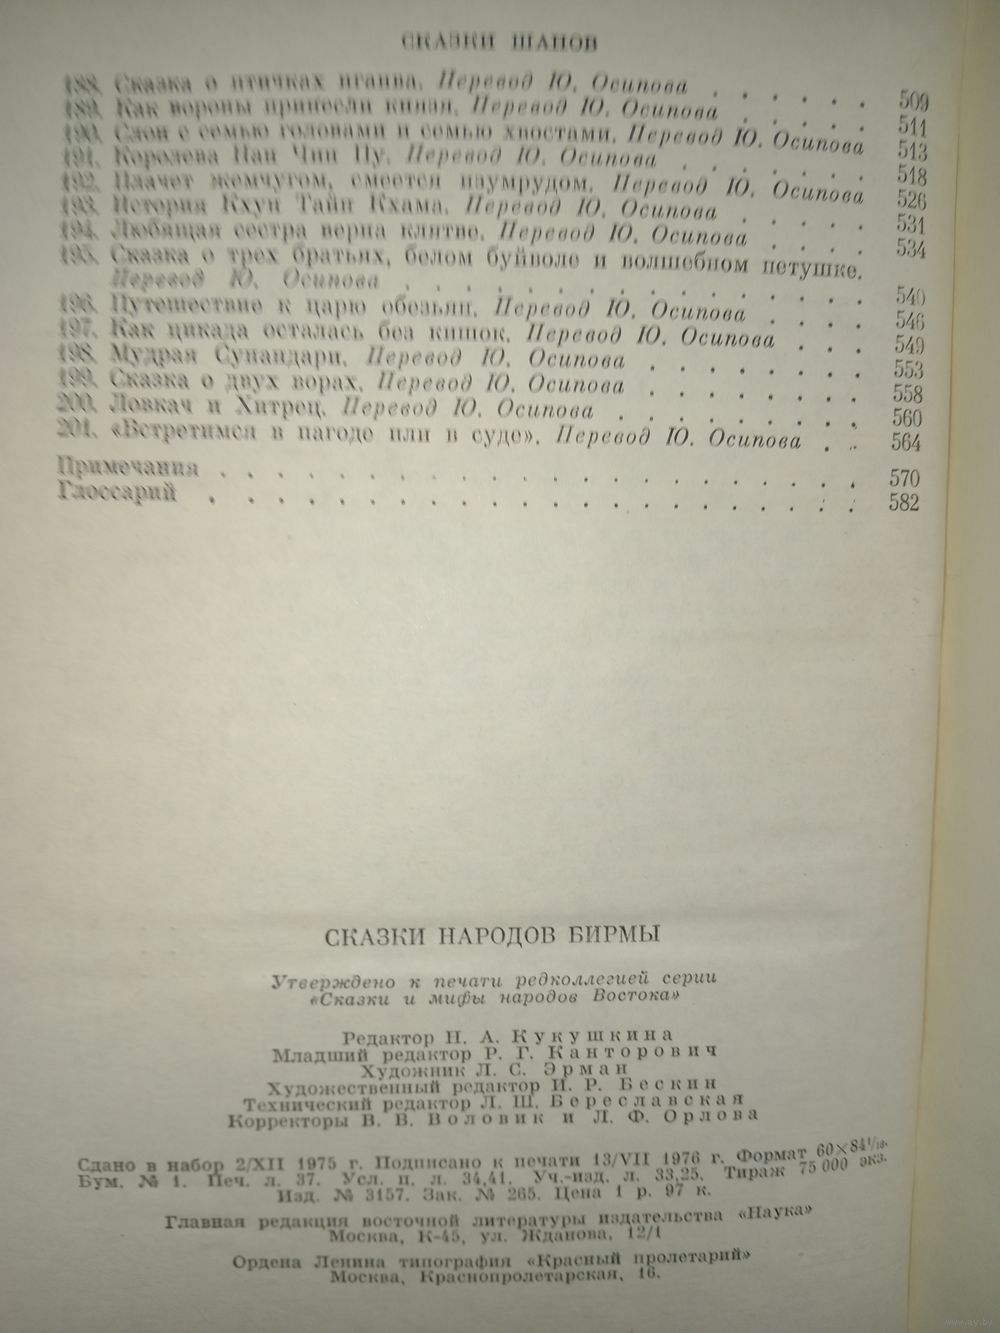 СКАЗКИ ШАНОВ
188. Сказка о птичках нганва. Перевод Ю. Осипова . . . . . . 509
189. Как вороны принесли кинан. Перевод Ю. Осипова . . . . . 511
190. Слон с семью головами и семью хвостами. Перевод Ю. Осипова 513
191. Королева Нан Чин Пу. Перевод Ю. Осипова . . . . . . . 518
192. Плачет жемчугом, смеется изумрудом. Перевод Ю. Осипова 526
193. История Кхун Тайн Кхама. Перевод Ю. Осипова . . . . . 531
194. Любящая сестра верна клятве. Перевод Ю. Осипова . . . . 534
195. Сказка о трех братьях, белом буйволе и волшебном петушке.
Перевод Ю. Осипова . . . . . . . . . . . . . . . . 540
196. Путешествие к царю обезьян. Перевод Ю. Осипова . . . . 546
197. Как цикада осталась без кишок. Перевод Ю. Осипова . . . 549
198. Мудрая Сунандари. Перевод Ю. Осипова . . . . . . . . 553
199. Сказка о двух ворах. Перевод Ю. Осипова . . . . . . . . 558
200. Ловкач и Хитрец. Перевод Ю. Осипова . . . . . . . . . 560
201. «Встретимся в пагоде или в суде». Перевод Ю. Осипова . . 564
Примечания . . . . . . . . . . . . . . . . . . . . . . 570
Глоссарий . . . . . . . . . . . . . . . . . . . . . . 582
СКАЗКИ НАРОДОВ БИРМЫ
Утверждено к печати редколлегией серии
«Сказки и мифы народов Востока»
Редактор Н. А. Кукушкина
Младший редактор Р. Г. Канторович
Художник Л. С. Эрман
Художественный редактор И. Р. Бескин
Технический редактор Л. Ш. Береславская
Корректоры В. В. Воловик и Л. Ф. Орлова
Сдано в набор 2/XII 1975 г. Подписано к печати 13/VII 1976 г. Формат 60×84¹/₁₆.
Бум. № 1. Печ. л. 37. Усл. п. л. 34,41. Уч.-изд. л. 33,25. Тираж 75 000 экз.
Изд. № 3157. Зак. № 265. Цена 1 р. 97 к.
Главная редакция восточной литературы издательства «Наука»
Москва, К-45, ул. Жданова, 12/1
Ордена Ленина типография «Красный пролетарий»
Москва, Краснопролетарская, 16.
www.ay.by